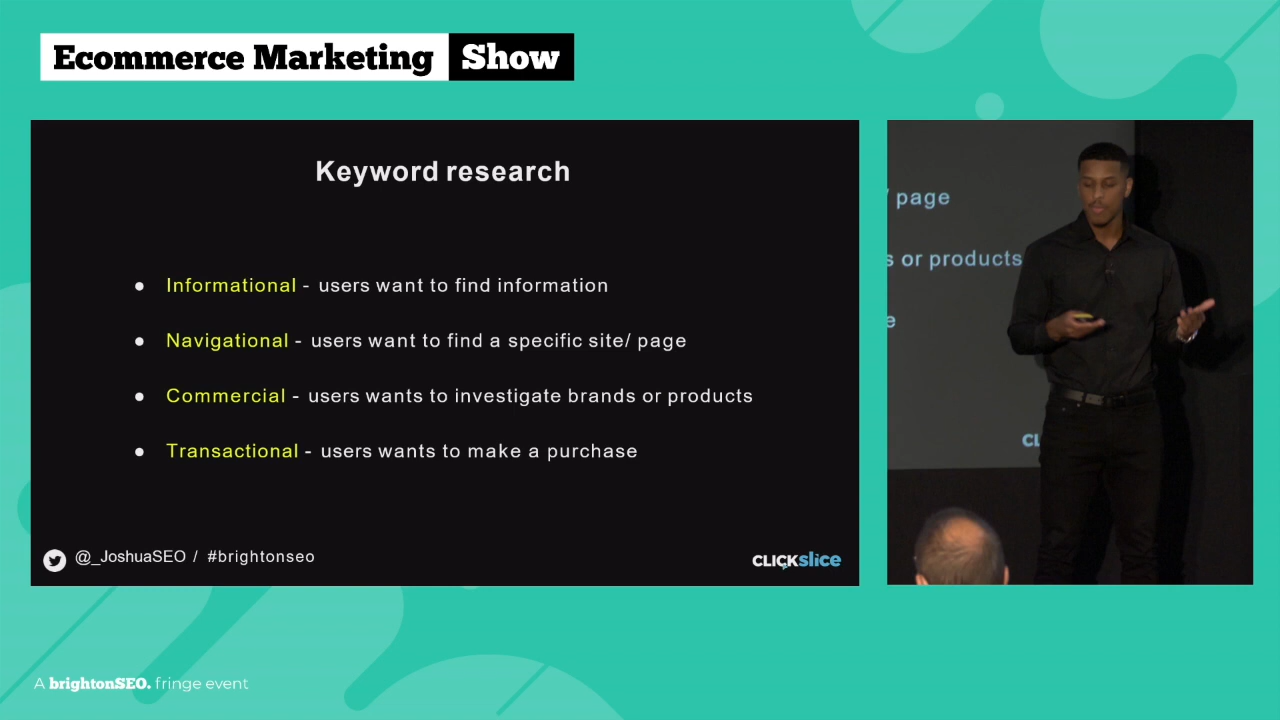 Ecommerce Marketing Show
Keyword research
● Informational - users want to find information
● Navigational - users want to find a specific site/ page
● Commercial - users wants to investigate brands or products
● Transactional - users wants to make a purchase
@_JoshuaSEO / #brightonseo
CLICKslice
/ page
s or products
e
CL
A brightonSEO. fringe event